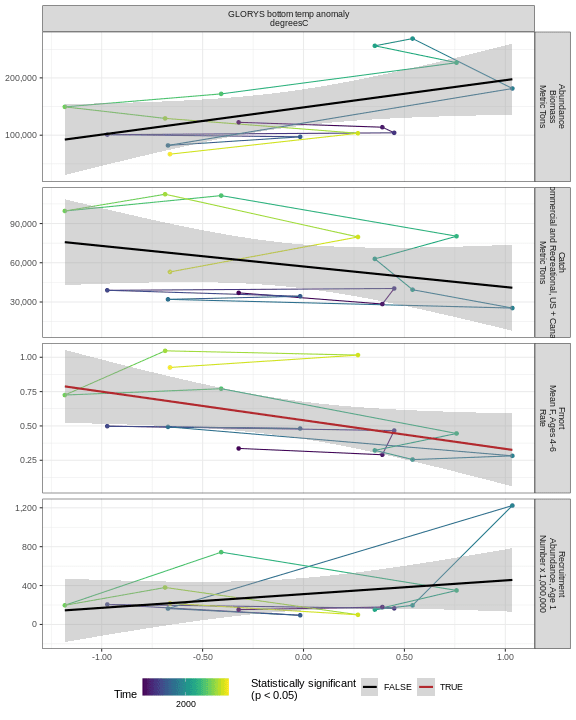 GLORYS bottom temp anomaly
degreesC
200,000
100,000
Abundance
Biomass
Metric Tons
90,000
60,000
30,000
Catch
ommercial and Recreational, US + Cana
Metric Tons
1.00
0.75
0.50
0.25
Fmort
Mean F, Ages 4-6
Rate
1,200
800
400
0
Recruitment
Abundance, Age 1
Number x 1,000,000
-1.00
-0.50
0.00
0.50
1.00
Time
2000
Statistically significant
(p < 0.05)
FALSE
TRUE